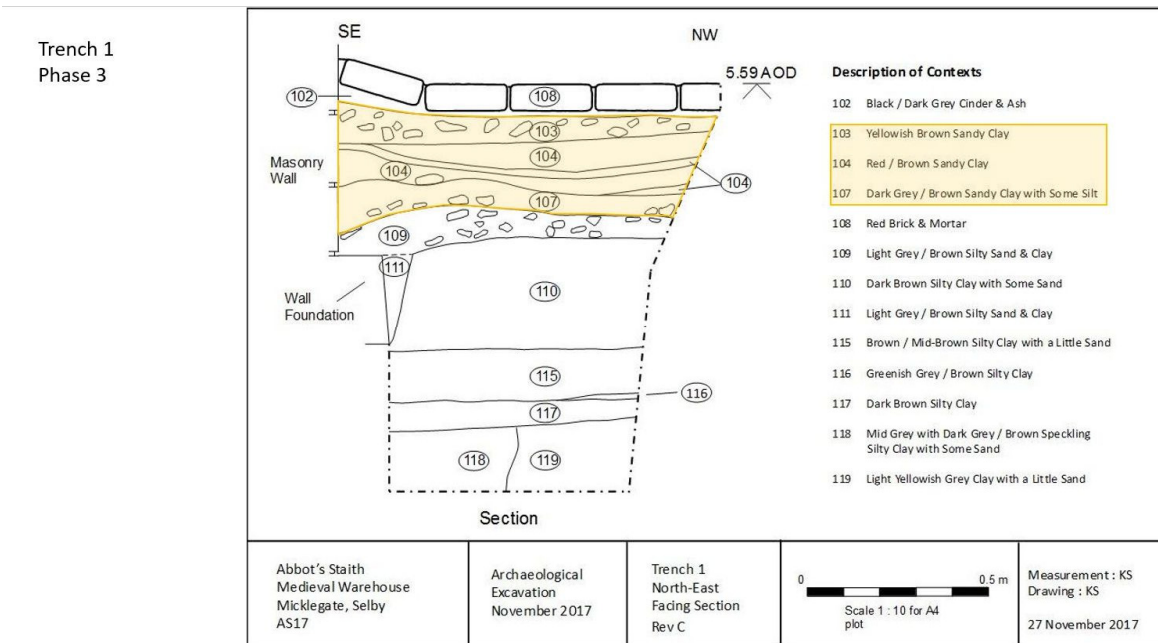 Trench 1
Phase 3
SE
NW
5.59 AOD
102
108
103
104
Masonry
Wall
104
104
107
109
111
110
Wall
Foundation
115
116
117
118
119
Section
Description of Contexts
102 Black / Dark Grey Cinder & Ash
103 Yellowish Brown Sandy Clay
104 Red / Brown Sandy Clay
107 Dark Grey / Brown Sandy Clay with Some Silt
108 Red Brick & Mortar
109 Light Grey / Brown Silty Sand & Clay
110 Dark Brown Silty Clay with Some Sand
111 Light Grey / Brown Silty Sand & Clay
115 Brown / Mid-Brown Silty Clay with a Little Sand
116 Greenish Grey / Brown Silty Clay
117 Dark Brown Silty Clay
118 Mid Grey with Dark Grey / Brown Speckling
Silty Clay with Some Sand
119 Light Yellowish Grey Clay with a Little Sand
Abbot's Staith
Medieval Warehouse
Micklegate, Selby
AS17
Archaeological
Excavation
November 2017
Trench 1
North-East
Facing Section
Rev C
0 0.5 m
Scale 1 : 10 for A4
plot
Measurement : KS
Drawing : KS
27 November 2017